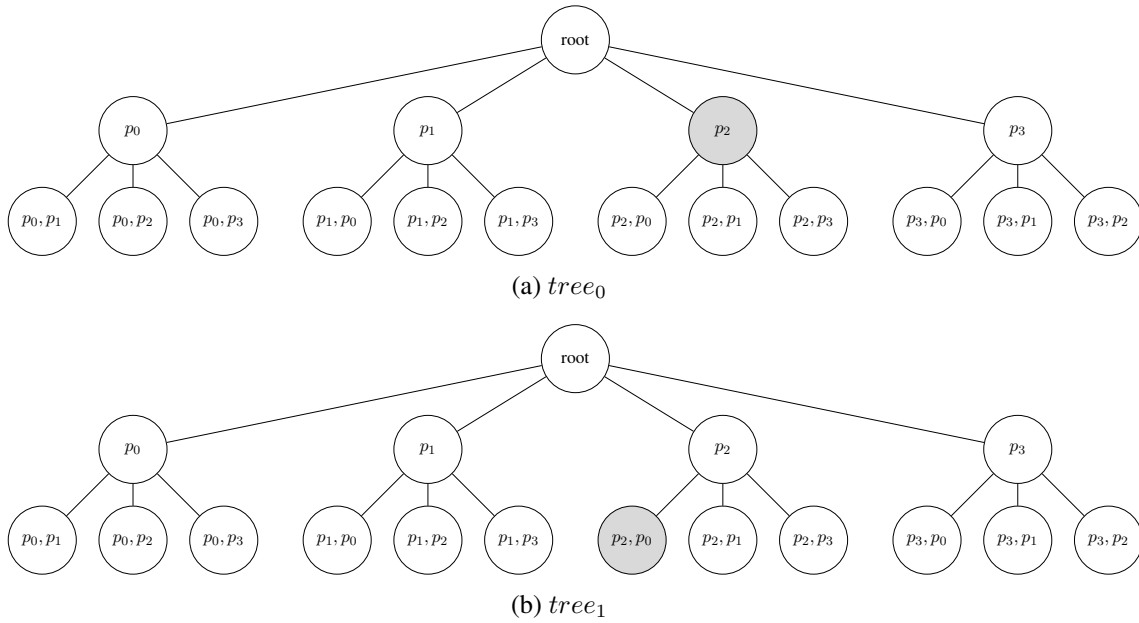 root
p₀ p₁ p₂ p₃
p₀, p₁ p₀, p₂ p₀, p₃ p₁, p₀ p₁, p₂ p₁, p₃ p₂, p₀ p₂, p₁ p₂, p₃ p₃, p₀ p₃, p₁ p₃, p₂
(a) tree₀
root
p₀ p₁ p₂ p₃
p₀, p₁ p₀, p₂ p₀, p₃ p₁, p₀ p₁, p₂ p₁, p₃ p₂, p₀ p₂, p₁ p₂, p₃ p₃, p₀ p₃, p₁ p₃, p₂
(b) tree₁